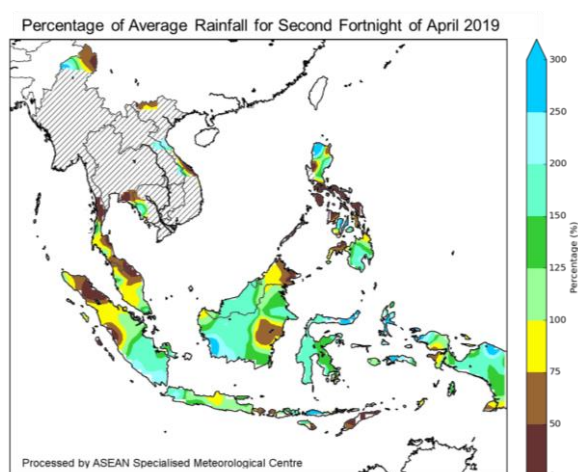 Percentage of Average Rainfall for Second Fortnight of April 2019
300
250
200
150
125
100
75
50
Percentage (%)
Processed by ASEAN Specialised Meteorological Centre